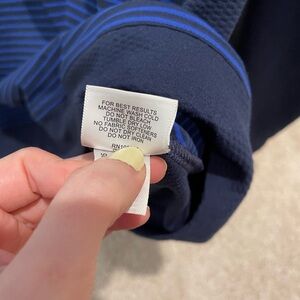 FOR BEST RESULTS
MACHINE WASH COLD
DO NOT BLEACH
TUMBLE DRY LOW
NO FABRIC SOFTENERS
DO NOT DRY CLEAN
DO NOT IRON